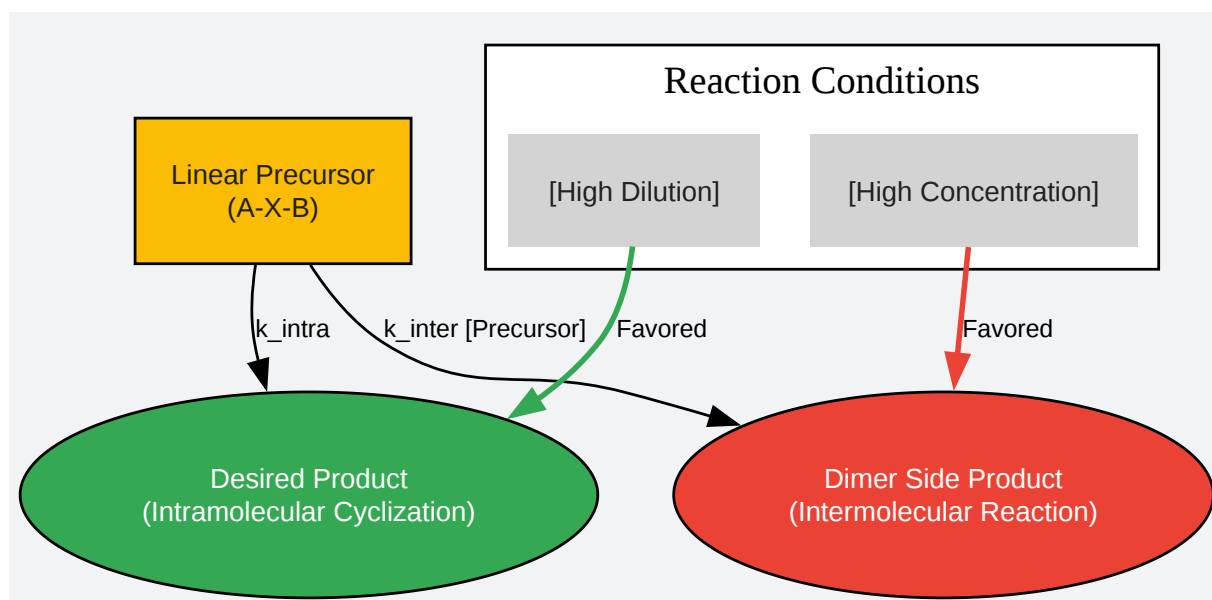 Reaction Conditions
Linear Precursor
(A-X-B)
[High Dilution]
[High Concentration]
k_intra
k_inter [Precursor]
Favored
Favored
Desired Product
(Intramolecular Cyclization)
Dimer Side Product
(Intermolecular Reaction)